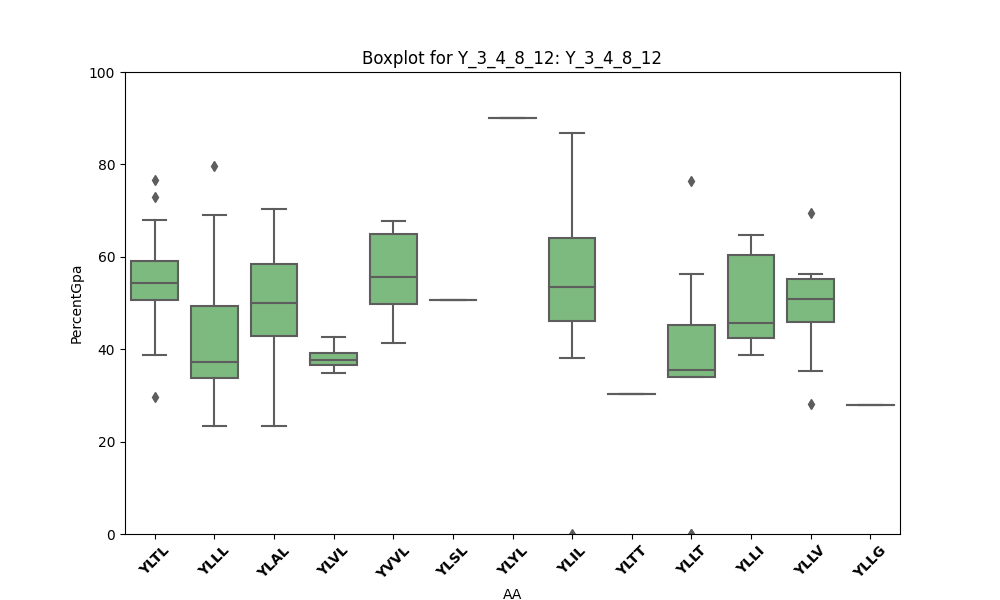 Boxplot for Y_3_4_8_12: Y_3_4_8_12
100
80
60
40
20
0
PercentGpa
YLTL YLLL YLAL YLVL YVVL YLSL YLYL YLIL YLTT YLLT YLLI YLLV YLLG
AA